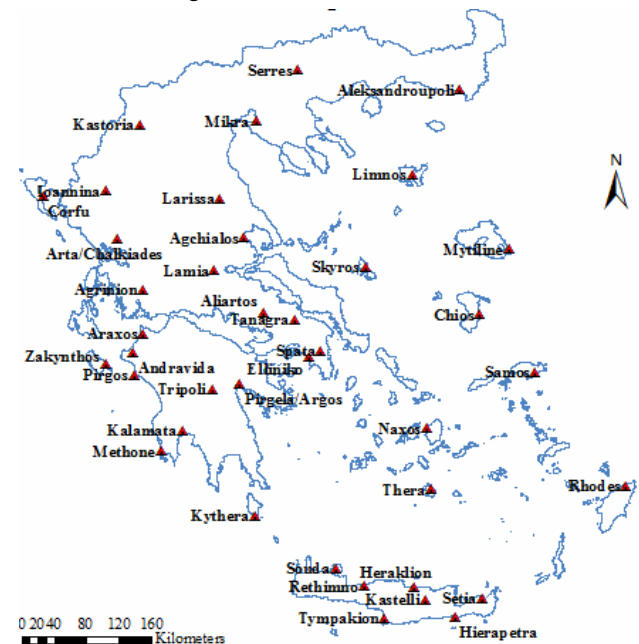 Serres
Aleksandroupoli
Kastoria
Mikra
N
Limnos
Ioannina
Larissa
Corfu
Agchialos
Arta/Chalkiades
Mytiline
Lamia
Skyros
Agrinion
Aliartos
Tanagra
Chios
Araxos
Zakynthos
Spata
Andravida
Elliniko
Pirgos
Samos
Tripoli
Pirgela/Argos
Kalamata
Naxos
Methone
Thera
Rhodes
Kythera
Souda
Heraklion
Rethimno
Kastelli
Setia
Tympakion
Hierapetra
0 20 40 80 120 160
Kilometers